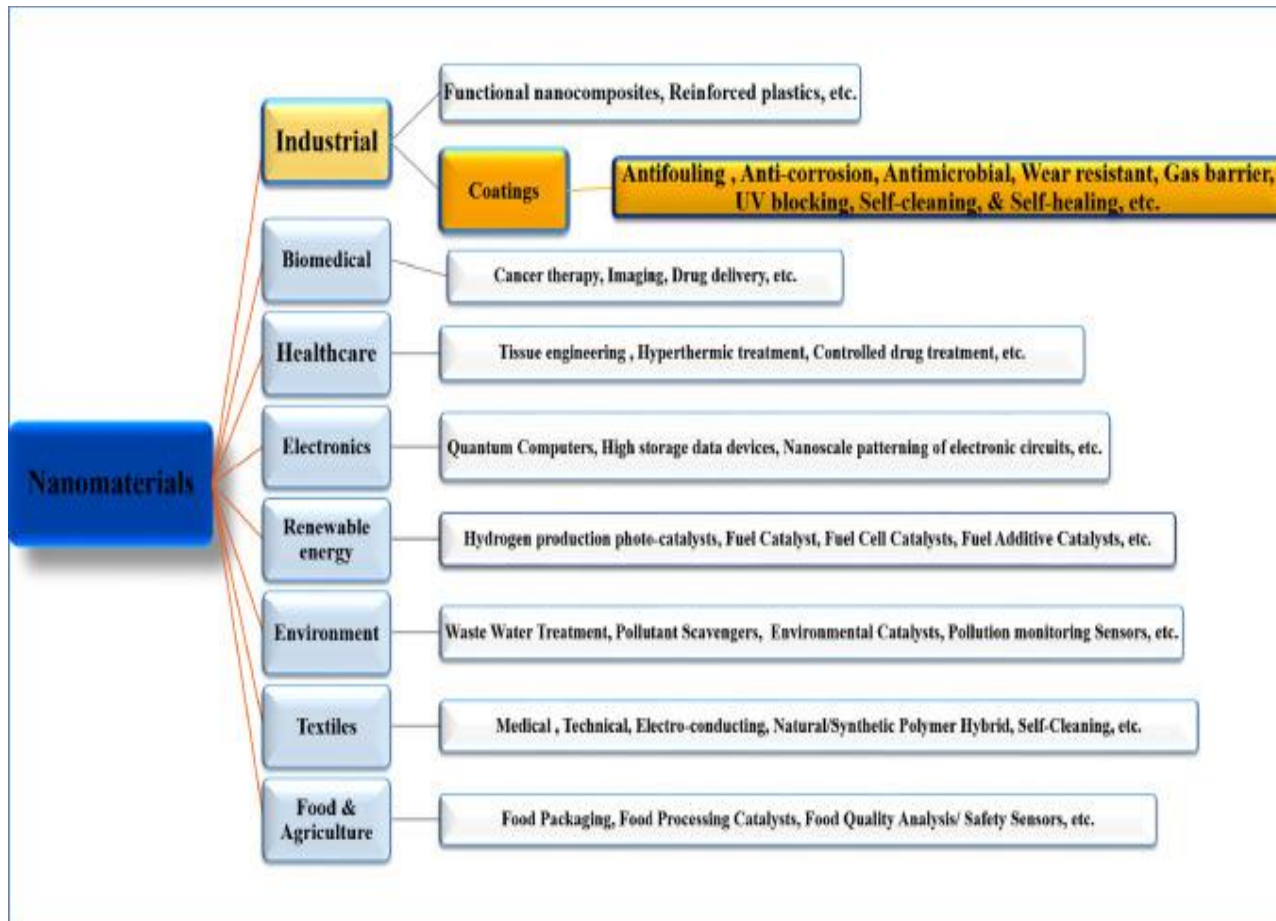 Nanomaterials
Industrial
Functional nanocomposites, Reinforced plastics, etc.
Coatings
Antifouling , Anti-corrosion, Antimicrobial, Wear resistant, Gas barrier,
UV blocking, Self-cleaning, & Self-healing, etc.
Biomedical
Cancer therapy, Imaging, Drug delivery, etc.
Healthcare
Tissue engineering , Hyperthermic treatment, Controlled drug treatment, etc.
Electronics
Quantum Computers, High storage data devices, Nanoscale patterning of electronic circuits, etc.
Renewable
energy
Hydrogen production photo-catalysts, Fuel Catalyst, Fuel Cell Catalysts, Fuel Additive Catalysts, etc.
Environment
Waste Water Treatment, Pollutant Scavengers, Environmental Catalysts, Pollution monitoring Sensors, etc.
Textiles
Medical , Technical, Electro-conducting, Natural/Synthetic Polymer Hybrid, Self-Cleaning, etc.
Food &
Agriculture
Food Packaging, Food Processing Catalysts, Food Quality Analysis/ Safety Sensors, etc.